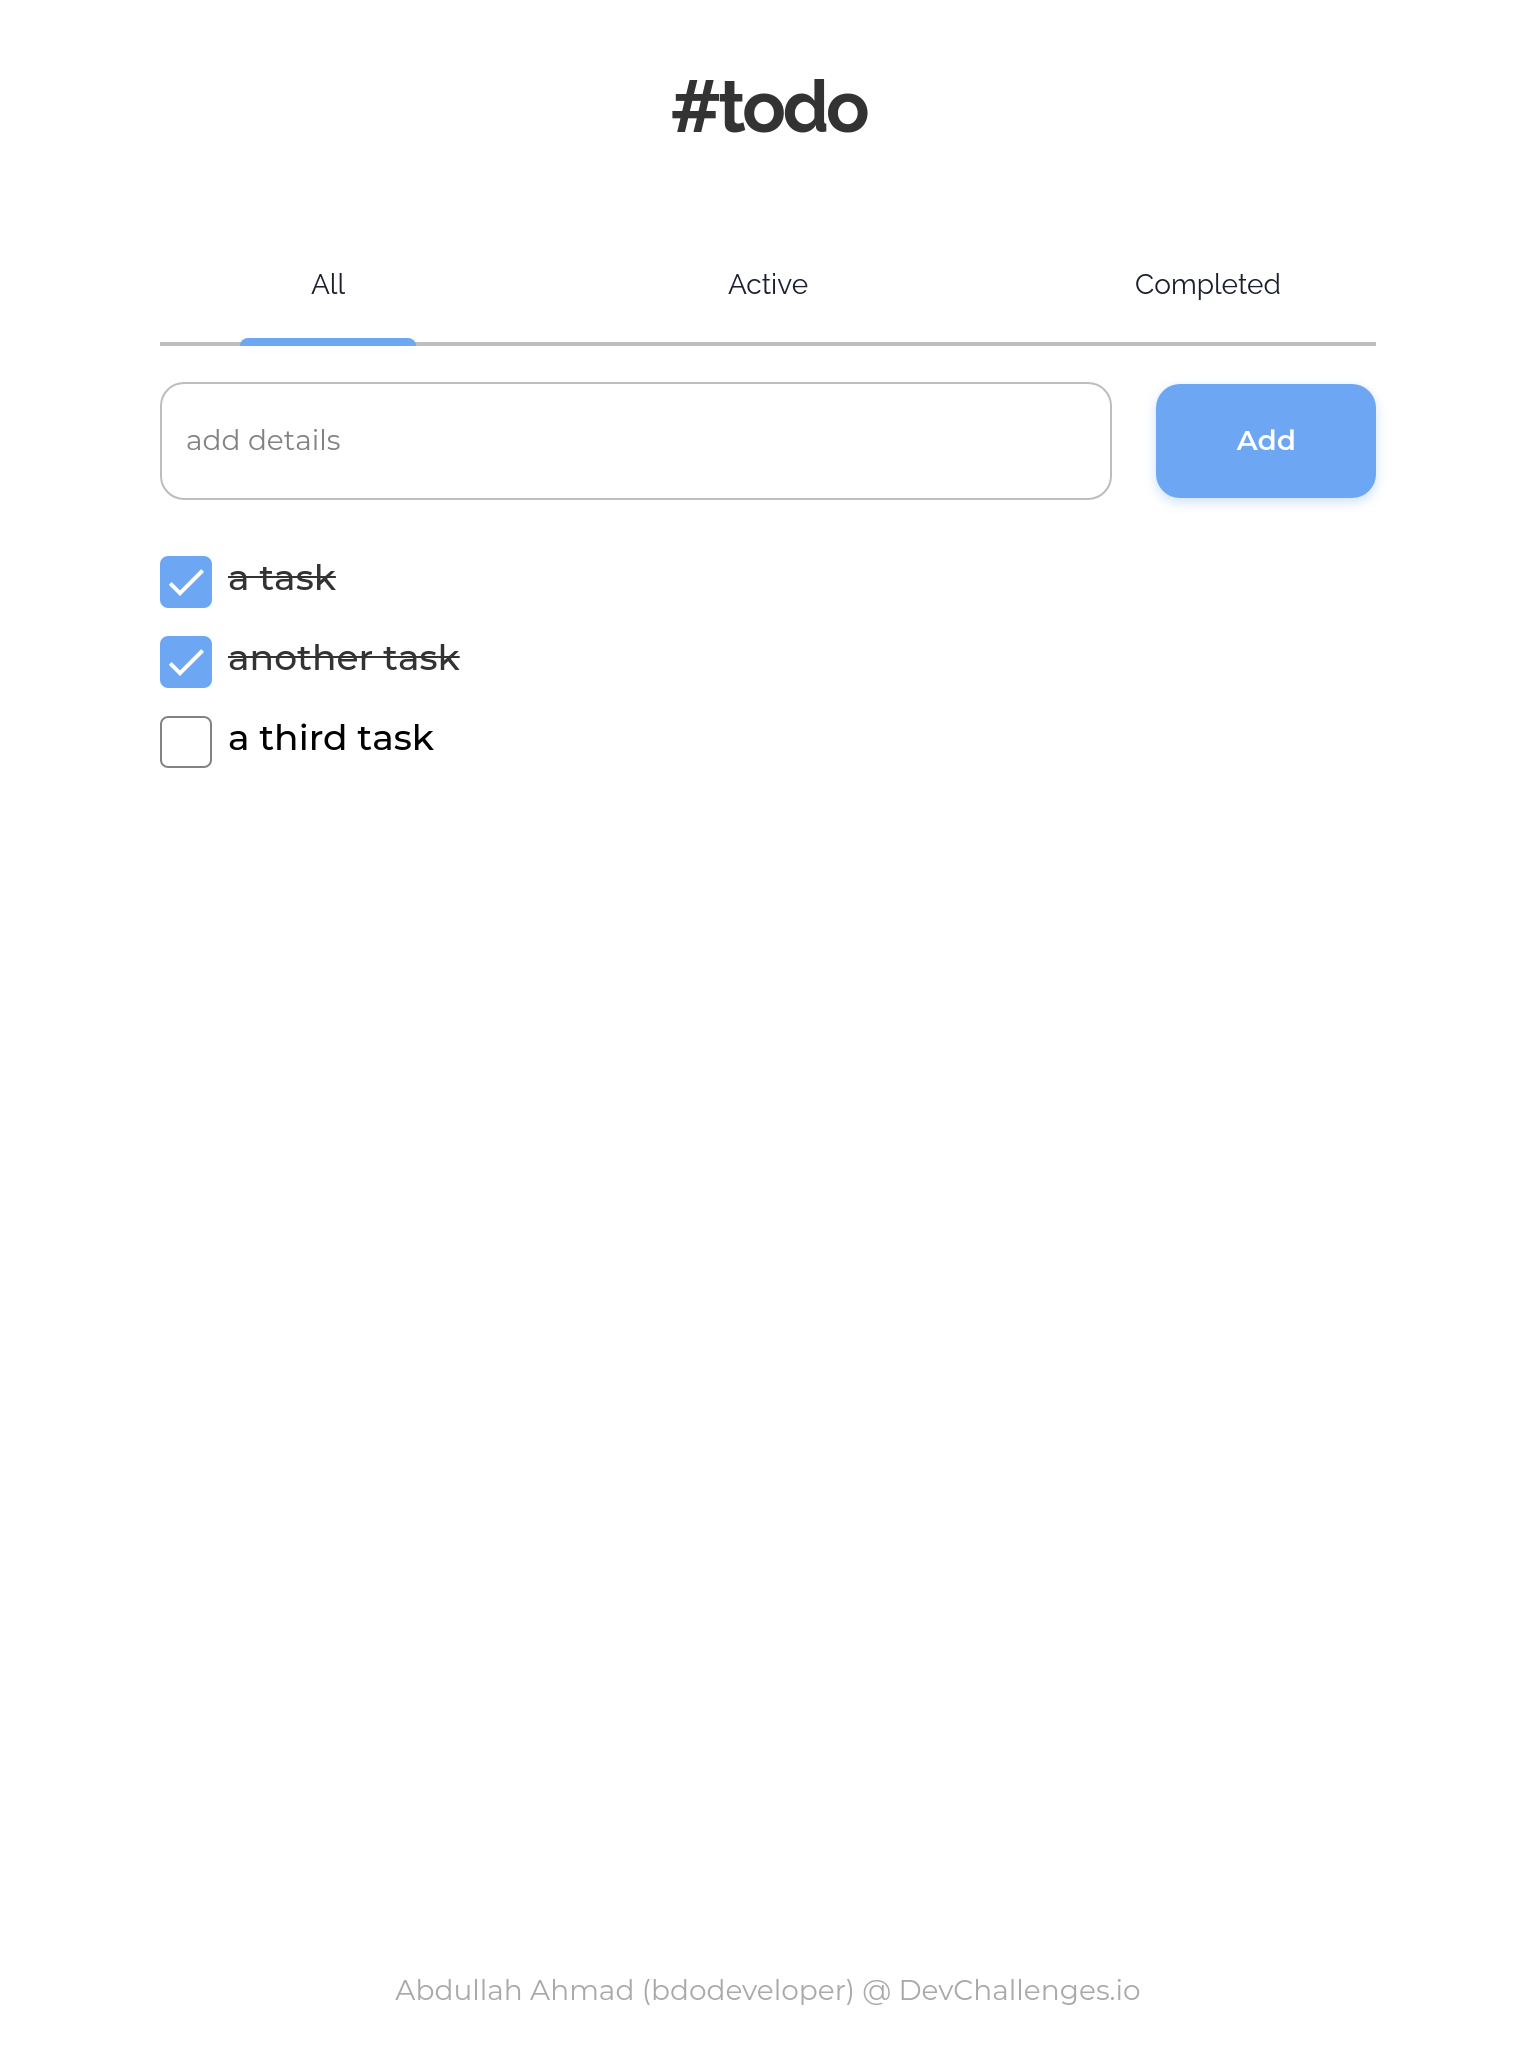 #todo
All Active Completed
add details Add
a task
another task
a third task
Abdullah Ahmad (bdodeveloper) @ DevChallenges.io